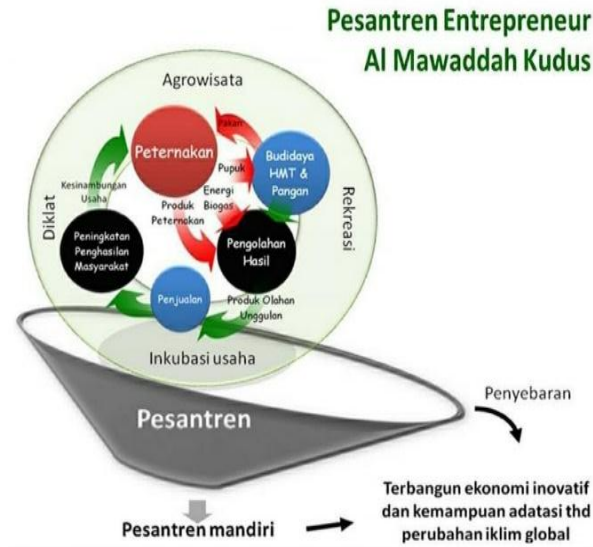 Pesantren Entrepreneur
Al Mawaddah Kudus
Agrowisata
Peternakan
Pakan
Budidaya
HMT &
Pangan
Pupuk
Energi
Biogas
Produk
Peternakan
Kesinambungan
Usaha
Diklat
Rekreasi
Peningkatan
Penghasilan
Masyarakat
Pengolahan
Hasil
Penjualan
Produk Olahan
Unggulan
Inkubasi usaha
Pesantren
Penyebaran
Pesantren mandiri
Terbangun ekonomi inovatif
dan kemampuan adatasi thd
perubahan iklim global